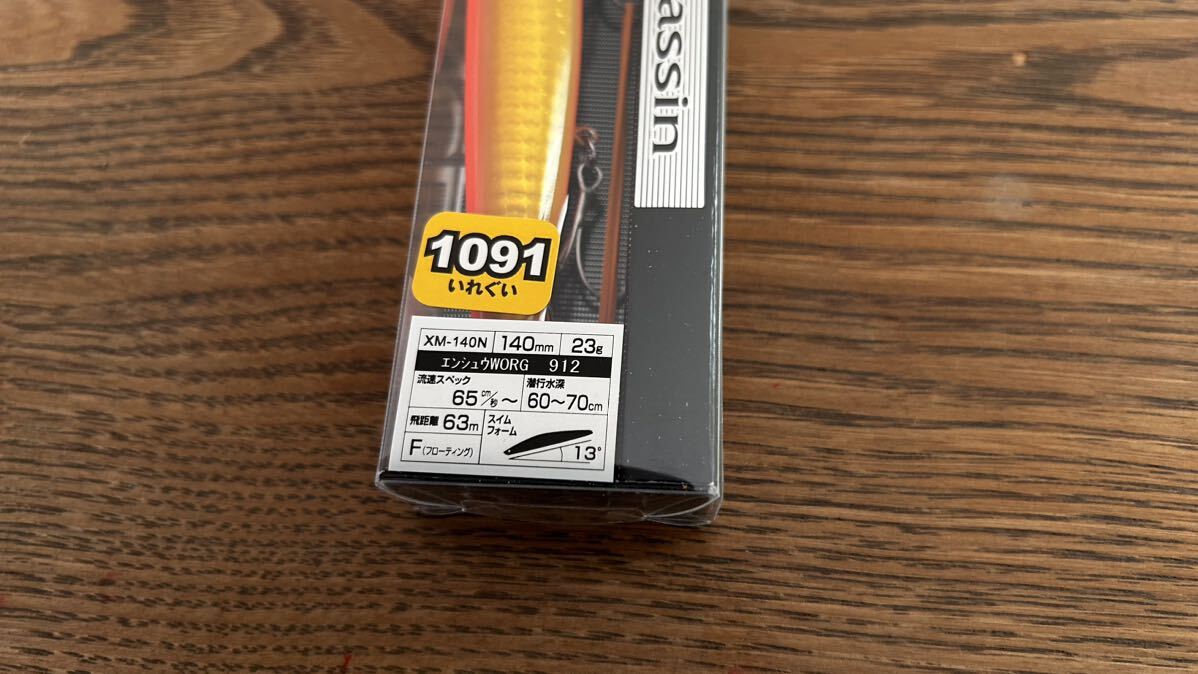 assin
1091
いれぐい
XM-140N 140mm 23g
エンシュウWORG 912
流速スペック 潜行水深
65cm/秒～ 60～70cm
飛距離 63m スイム
フォーム
F(フローティング) 13°